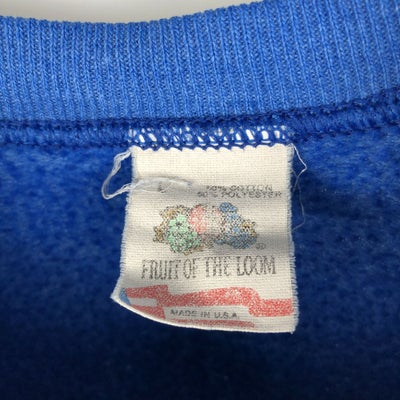 50% COTTON
50% POLYESTER
FRUIT OF THE LOOM
MADE IN U.S.A.